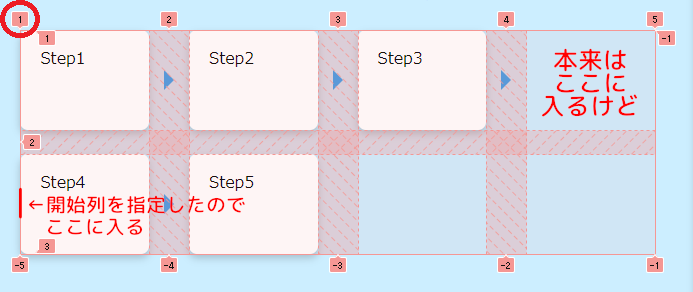 1 2 3 4 5
1 -1
Step1 Step2 Step3
本来は
ここに
入るけど
2
Step4 Step5
←開始列を指定したので
ここに入る
3
-5 -4 -3 -2 -1